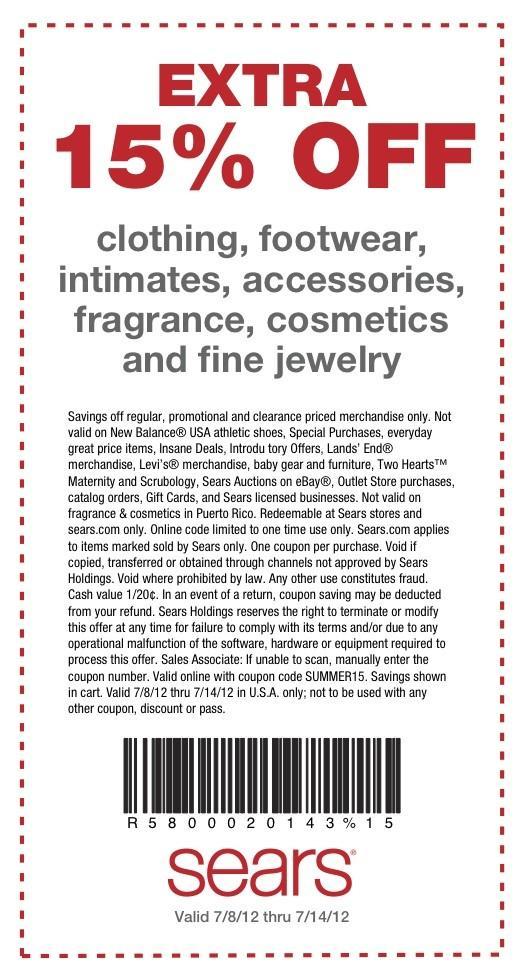 EXTRA
15% OFF
clothing, footwear,
intimates, accessories,
fragrance, cosmetics
and fine jewelry
Savings off regular, promotional and clearance priced merchandise only. Not
valid on New Balance® USA athletic shoes, Special Purchases, everyday
great price items, Insane Deals, Introdu tory Offers, Lands' End®
merchandise, Levi's® merchandise, baby gear and furniture, Two Hearts™
Maternity and Scrubology, Sears Auctions on eBay®, Outlet Store purchases,
catalog orders, Gift Cards, and Sears licensed businesses. Not valid on
fragrance & cosmetics in Puerto Rico. Redeemable at Sears stores and
sears.com only. Online code limited to one time use only. Sears.com applies
to items marked sold by Sears only. One coupon per purchase. Void if
copied, transferred or obtained through channels not approved by Sears
Holdings. Void where prohibited by law. Any other use constitutes fraud.
Cash value 1/20¢. In an event of a return, coupon saving may be deducted
from your refund. Sears Holdings reserves the right to terminate or modify
this offer at any time for failure to comply with its terms and/or due to any
operational malfunction of the software, hardware or equipment required to
process this offer. Sales Associate: If unable to scan, manually enter the
coupon number. Valid online with coupon code SUMMER15. Savings shown
in cart. Valid 7/8/12 thru 7/14/12 in U.S.A. only; not to be used with any
other coupon, discount or pass.
R5800020143%15
sears®
Valid 7/8/12 thru 7/14/12